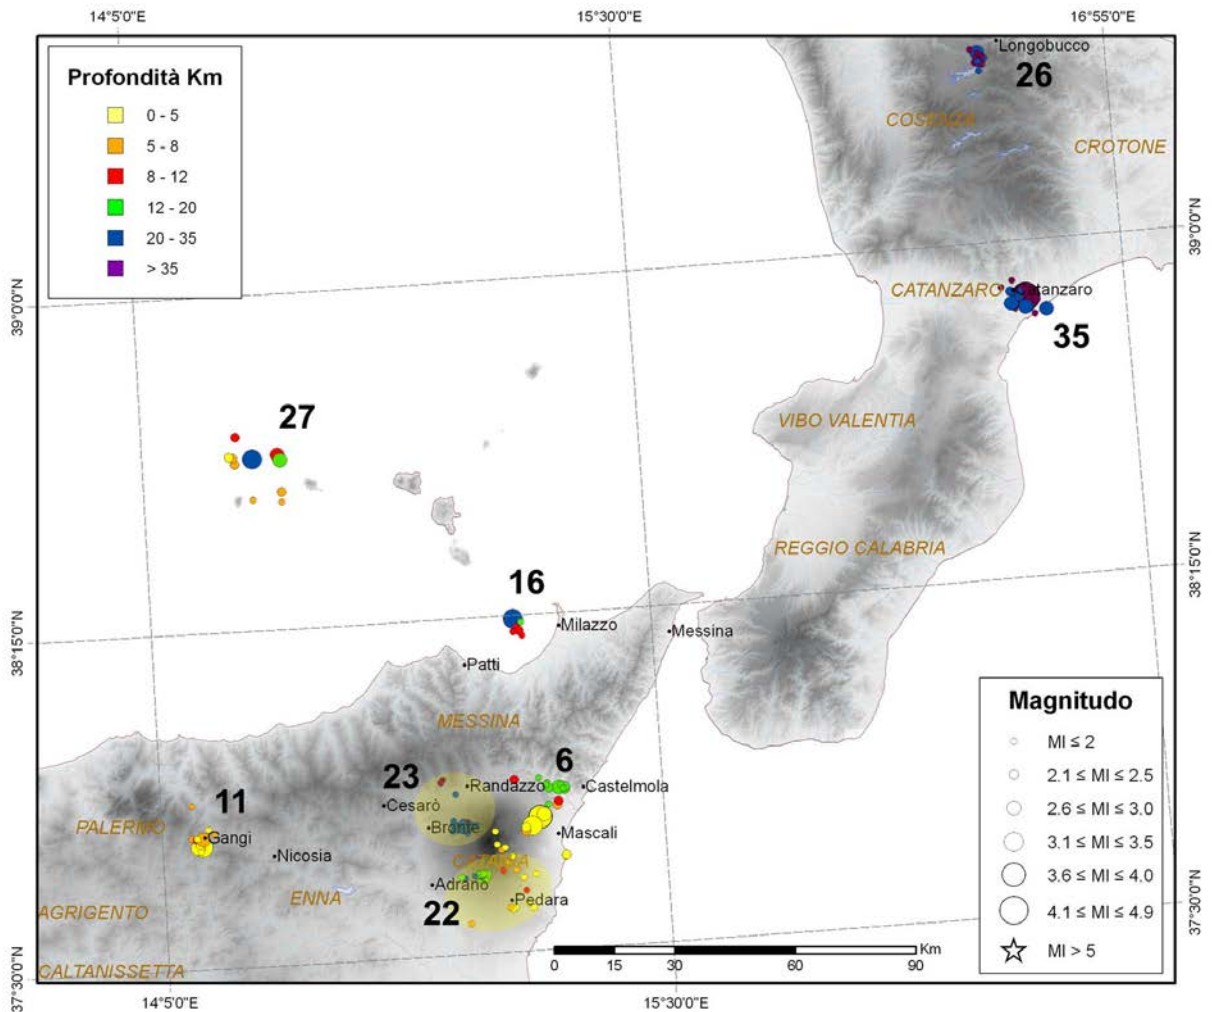 14°5'0"E 15°30'0"E 16°55'0"E
Profondità Km
0 - 5
5 - 8
8 - 12
12 - 20
20 - 35
> 35
Longobucco
26
COSENZA
CROTONE
39°0'0"N
CATANZARO
Catanzaro
35
39°0'0"N
27
VIBO VALENTIA
REGGIO CALABRIA
38°15'0"N
16
Milazzo
Messina
38°15'0"N
Patti
MESSINA
Magnitudo
Ml ≤ 2
2.1 ≤ Ml ≤ 2.5
2.6 ≤ Ml ≤ 3.0
3.1 ≤ Ml ≤ 3.5
3.6 ≤ Ml ≤ 4.0
4.1 ≤ Ml ≤ 4.9
Ml > 5
23
6
Randazzo
Castelmola
Cesarò
11
PALERMO
Gangi
Bronte
Mascali
Nicosia
CATANIA
Adrano
ENNA
Pedara
22
AGRIGENTO
37°30'0"N
CALTANISSETTA
Km
0 15 30 60 90
37°30'0"N
14°5'0"E 15°30'0"E